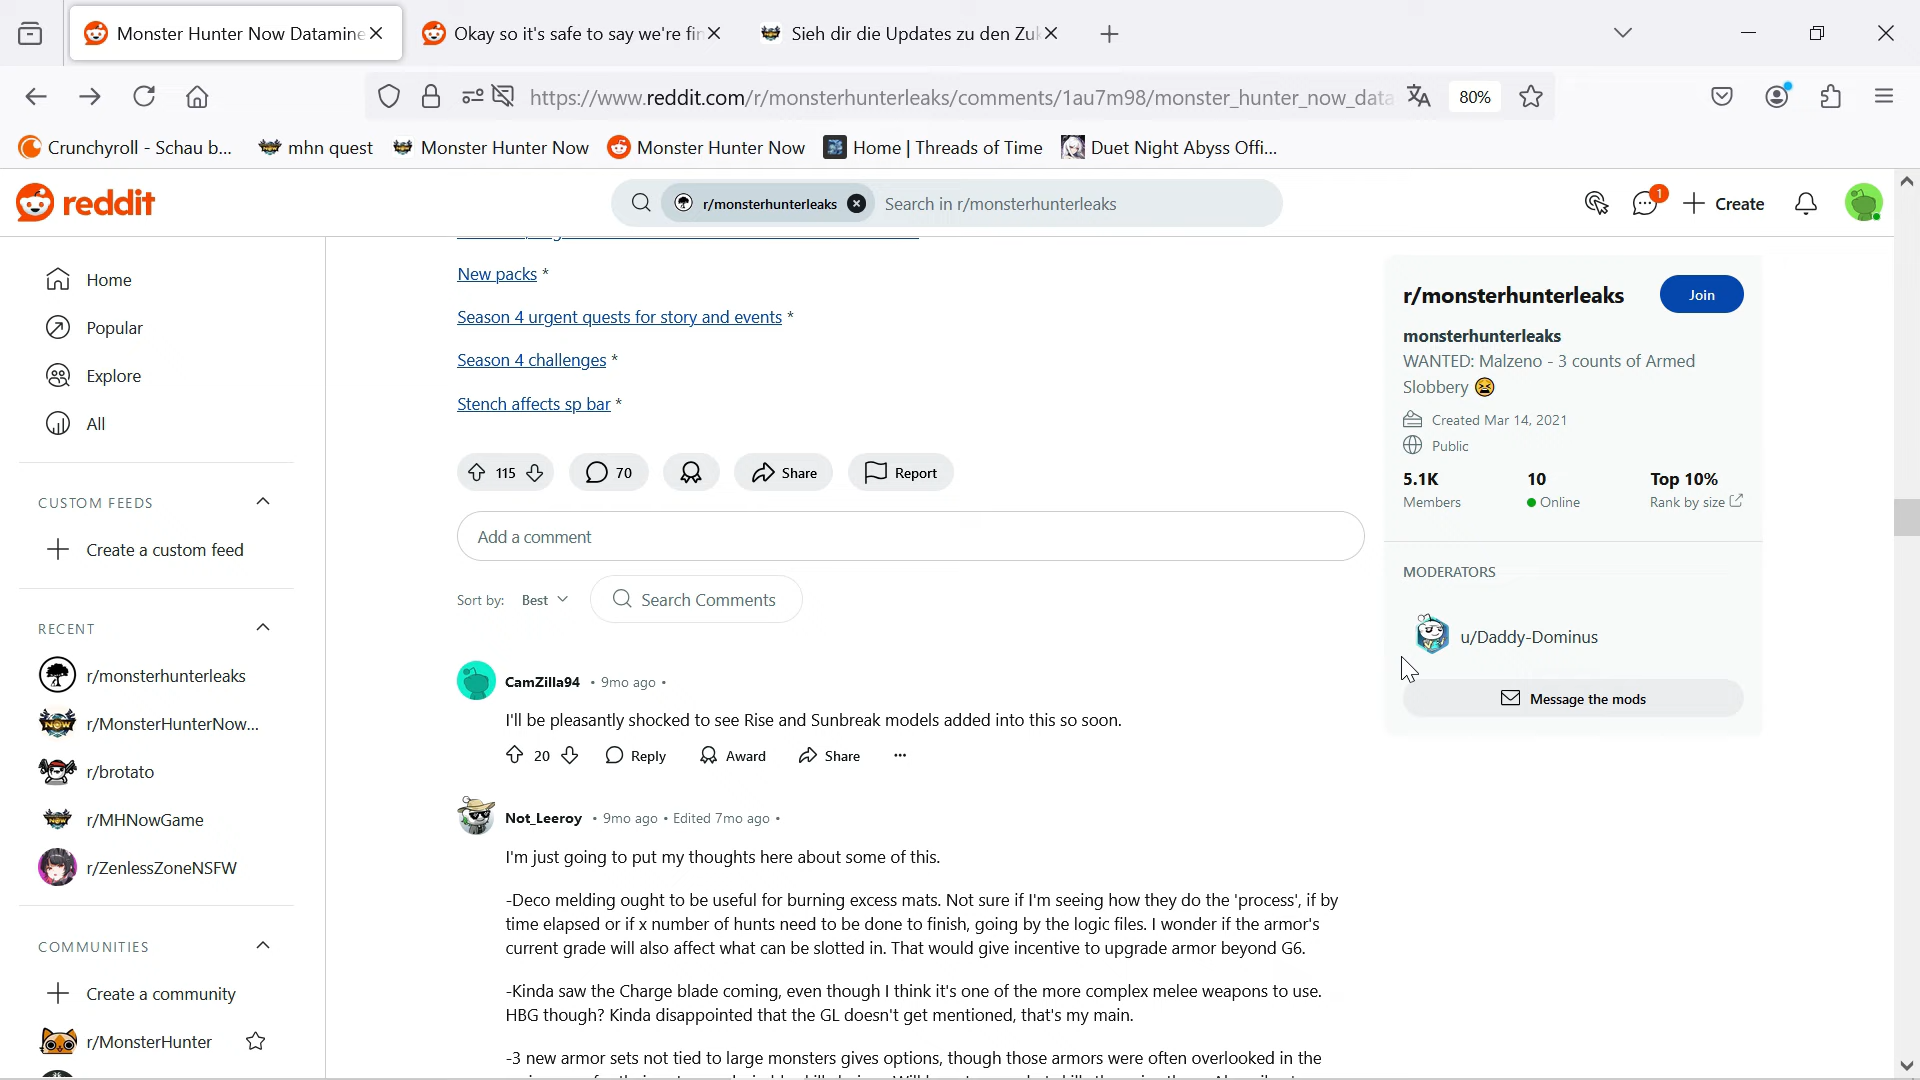 Monster Hunter Now Datamine
Okay so it's safe to say we're fin
Sieh dir die Updates zu den Zuk
https://www.reddit.com/r/monsterhunterleaks/comments/1au7m98/monster_hunter_now_data
80%
Crunchyroll - Schau b...
mhn quest
Monster Hunter Now
Monster Hunter Now
Home | Threads of Time
Duet Night Abyss Offi...
reddit
r/monsterhunterleaks
Search in r/monsterhunterleaks
1
Create
Home
Popular
Explore
All
CUSTOM FEEDS
Create a custom feed
RECENT
r/monsterhunterleaks
r/MonsterHunterNow...
r/brotato
r/MHNowGame
r/ZenlessZoneNSFW
COMMUNITIES
Create a community
r/MonsterHunter
New packs *
Season 4 urgent quests for story and events *
Season 4 challenges *
Stench affects sp bar *
115
70
Share
Report
Add a comment
Sort by: Best
Search Comments
CamZilla94 • 9mo ago •
I'll be pleasantly shocked to see Rise and Sunbreak models added into this so soon.
20 Reply Award Share ...
Not_Leeroy • 9mo ago • Edited 7mo ago •
I'm just going to put my thoughts here about some of this.
-Deco melding ought to be useful for burning excess mats. Not sure if I'm seeing how they do the 'process', if by
time elapsed or if x number of hunts need to be done to finish, going by the logic files. I wonder if the armor's
current grade will also affect what can be slotted in. That would give incentive to upgrade armor beyond G6.
-Kinda saw the Charge blade coming, even though I think it's one of the more complex melee weapons to use.
HBG though? Kinda disappointed that the GL doesn't get mentioned, that's my main.
-3 new armor sets not tied to large monsters gives options, though those armors were often overlooked in the
r/monsterhunterleaks
Join
monsterhunterleaks
WANTED: Malzeno - 3 counts of Armed
Slobbery
Created Mar 14, 2021
Public
5.1K 10 Top 10%
Members Online Rank by size
MODERATORS
u/Daddy-Dominus
Message the mods